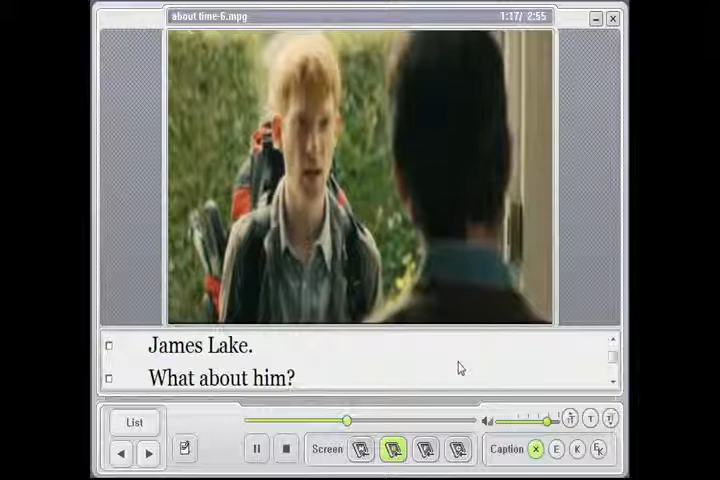 about time-6.mpg 1:17/ 2:55
James Lake.
What about him?
List
Screen
Caption X E K EK
T T T